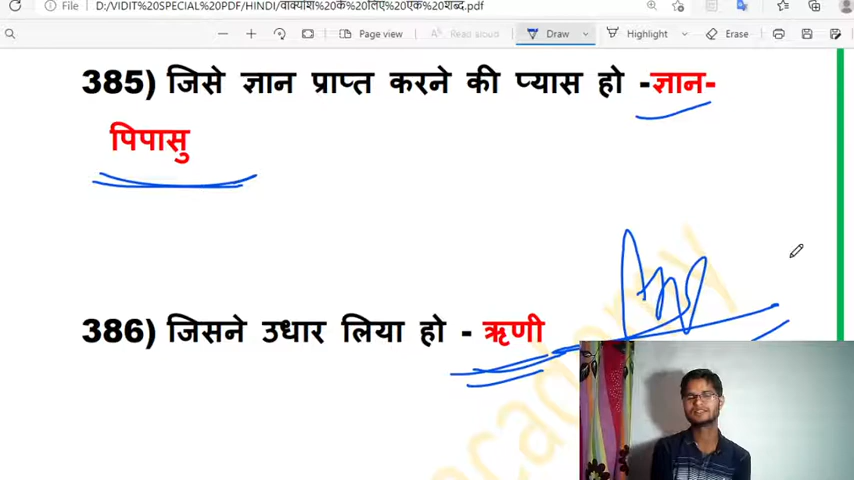 File | D:/VIDIT%20SPECIAL%20PDF/HINDI/वाक्यांश%20के%20लिए%20एक%20शब्द.pdf
Page view | Read aloud | Draw | Highlight | Erase
385) जिसे ज्ञान प्राप्त करने की प्यास हो -ज्ञान-
पिपासु
Ans
386) जिसने उधार लिया हो - ऋणी